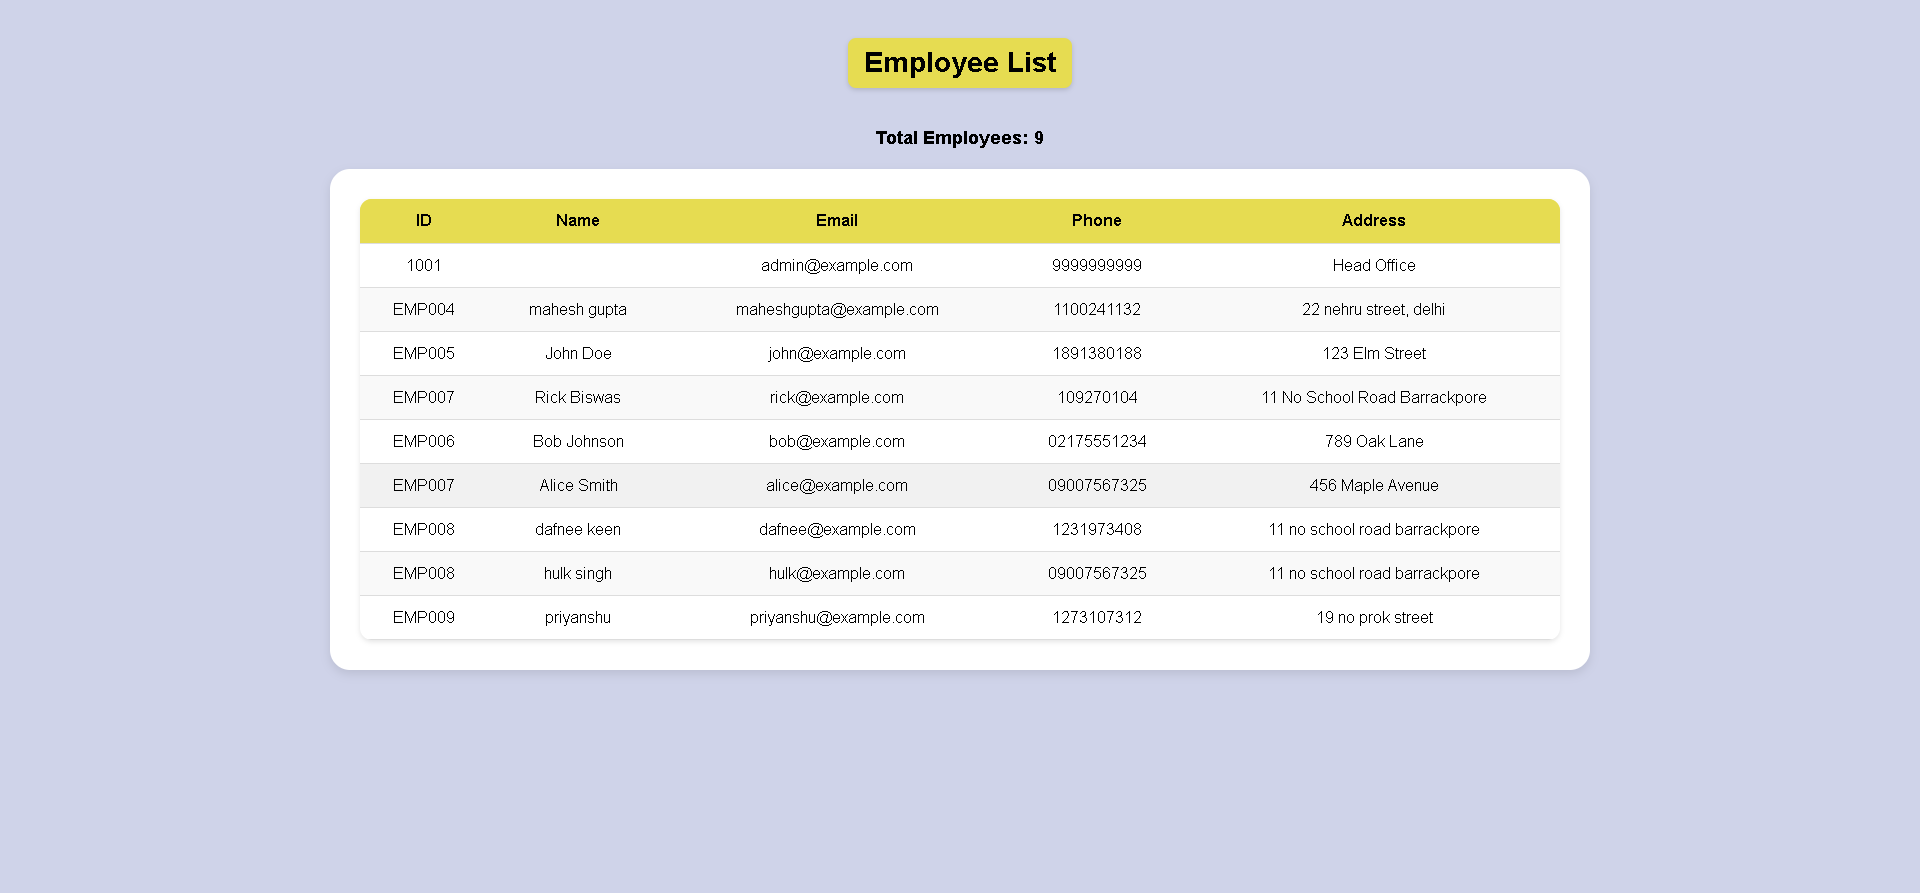 Employee List
Total Employees: 9
ID Name Email Phone Address
1001 admin@example.com 9999999999 Head Office
EMP004 mahesh gupta maheshgupta@example.com 1100241132 22 nehru street, delhi
EMP005 John Doe john@example.com 1891380188 123 Elm Street
EMP007 Rick Biswas rick@example.com 109270104 11 No School Road Barrackpore
EMP006 Bob Johnson bob@example.com 02175551234 789 Oak Lane
EMP007 Alice Smith alice@example.com 09007567325 456 Maple Avenue
EMP008 dafnee keen dafnee@example.com 1231973408 11 no school road barrackpore
EMP008 hulk singh hulk@example.com 09007567325 11 no school road barrackpore
EMP009 priyanshu priyanshu@example.com 1273107312 19 no prok street